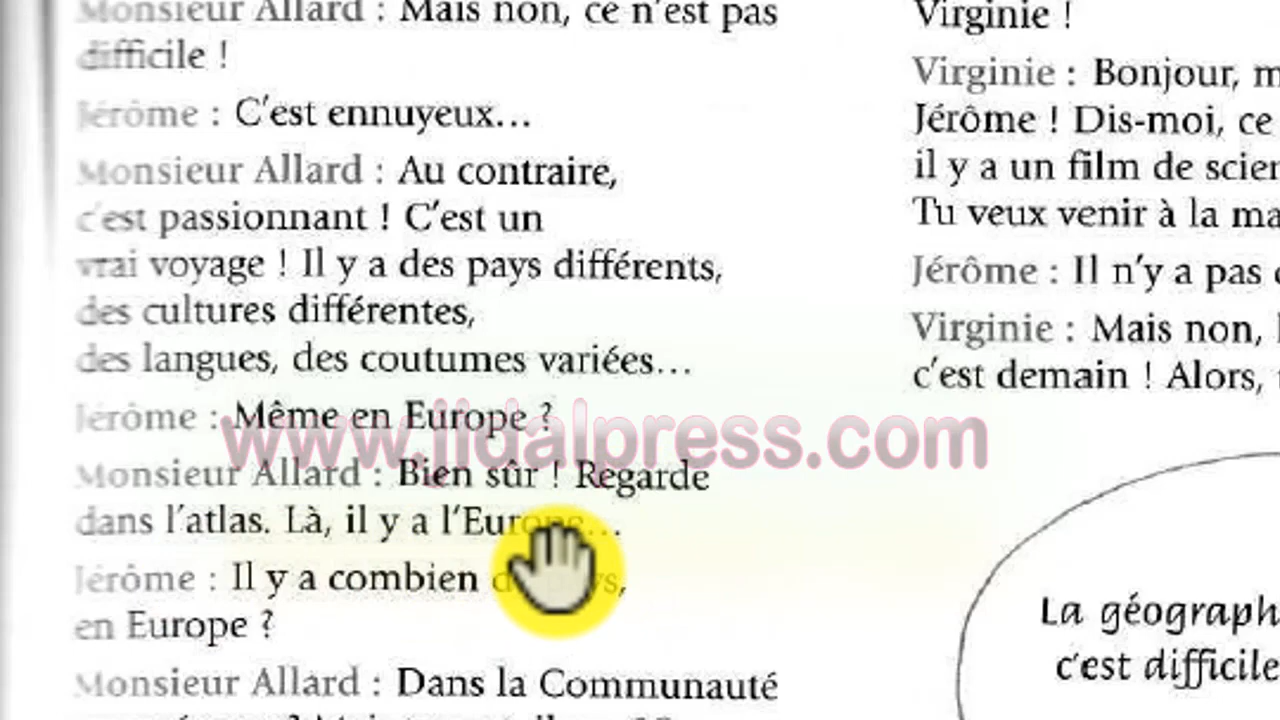 Monsieur Allard : Mais non, ce n'est pas
difficile !
Jérôme : C'est ennuyeux…
Monsieur Allard : Au contraire,
c'est passionnant ! C'est un
vrai voyage ! Il y a des pays différents,
des cultures différentes,
des langues, des coutumes variées…
Jérôme : Même en Europe ?
Monsieur Allard : Bien sûr ! Regarde
dans l'atlas. Là, il y a l'Europe…
Jérôme : Il y a combien
en Europe ?
Monsieur Allard : Dans la Communauté
Virginie !
Virginie : Bonjour, m
Jérôme ! Dis-moi, ce
il y a un film de scien
Tu veux venir à la ma
Jérôme : Il n'y a pas
Virginie : Mais non,
c'est demain ! Alors,
La géograph
c'est difficile
www.jidalpress.com